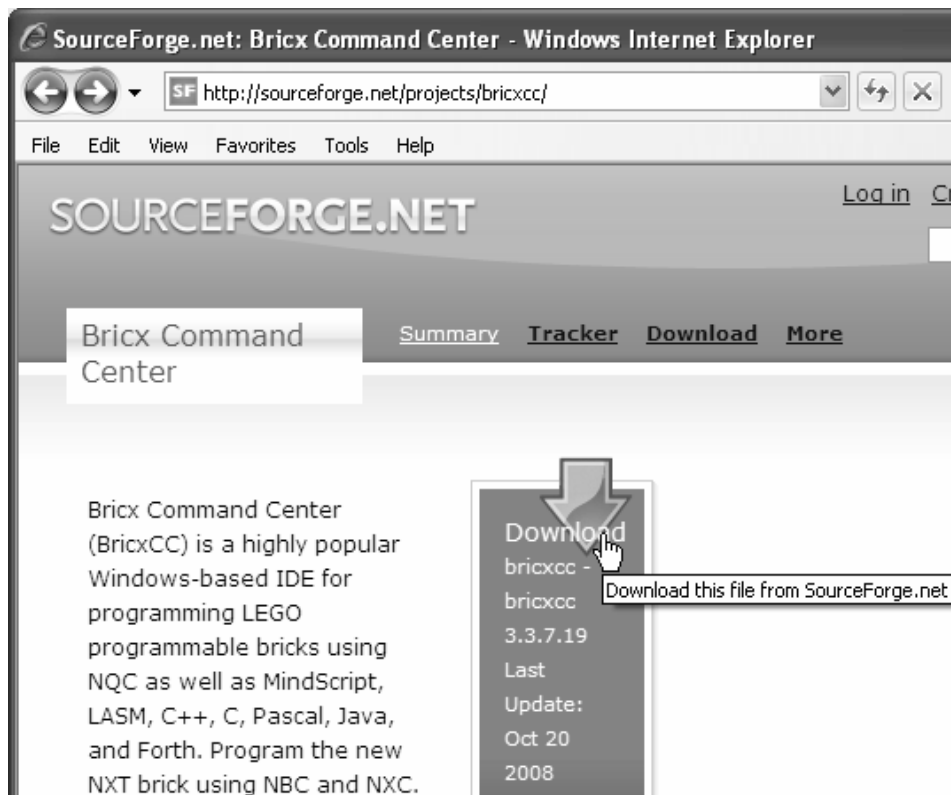 SourceForge.net: Bricx Command Center - Windows Internet Explorer
SF http://sourceforge.net/projects/bricxcc/
File Edit View Favorites Tools Help
Log in
SOURCEFORGE.NET
Bricx Command
Center
Summary Tracker Download More
Bricx Command Center
(BricxCC) is a highly popular
Windows-based IDE for
programming LEGO
programmable bricks using
NQC as well as MindScript,
LASM, C++, C, Pascal, Java,
and Forth. Program the new
NXT brick using NBC and NXC.
Download
bricxcc -
bricxcc
3.3.7.19
Last
Update:
Oct 20
2008
Download this file from SourceForge.net